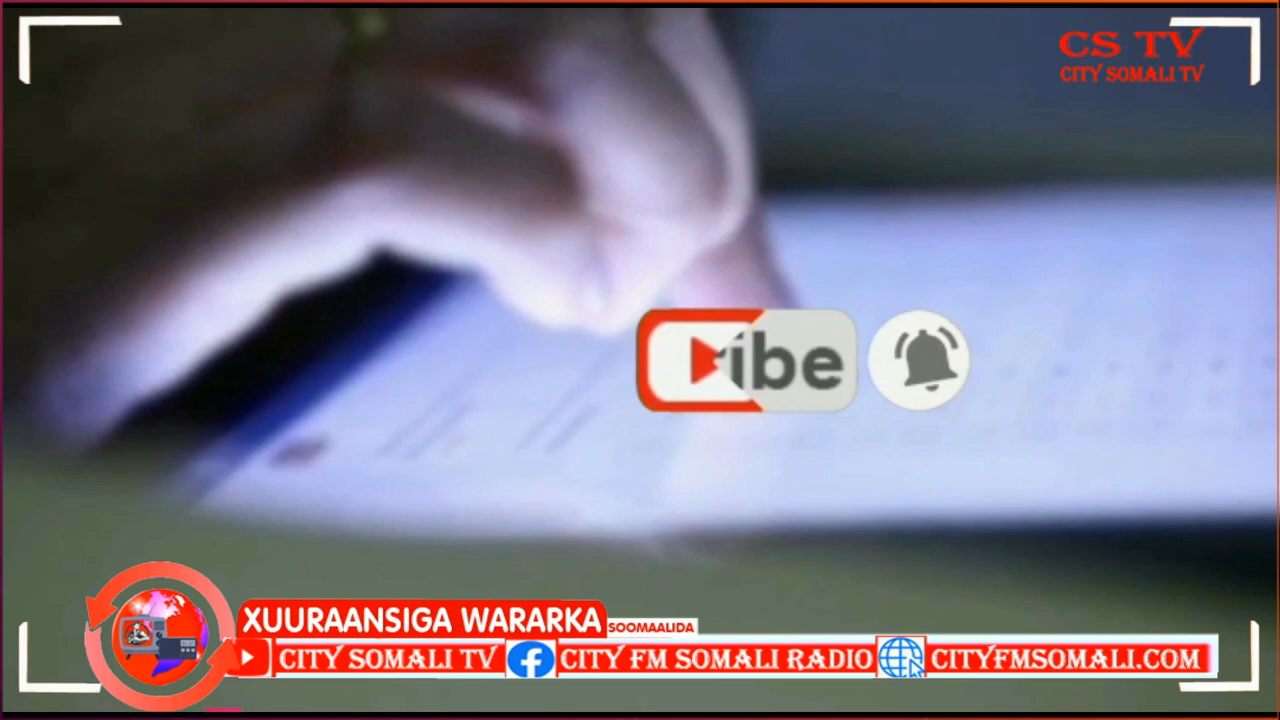 CS TV
CITY SOMALI TV
ibe
XUURAANSIGA WARARKA
SOOMAALIDA
CITY SOMALI TV CITY FM SOMALI RADIO CITYFMSOMALI.COM